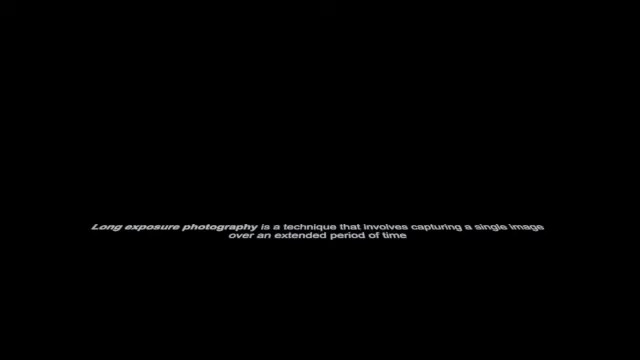 Long exposure photography is a technique that involves capturing a single image
over an extended period of time